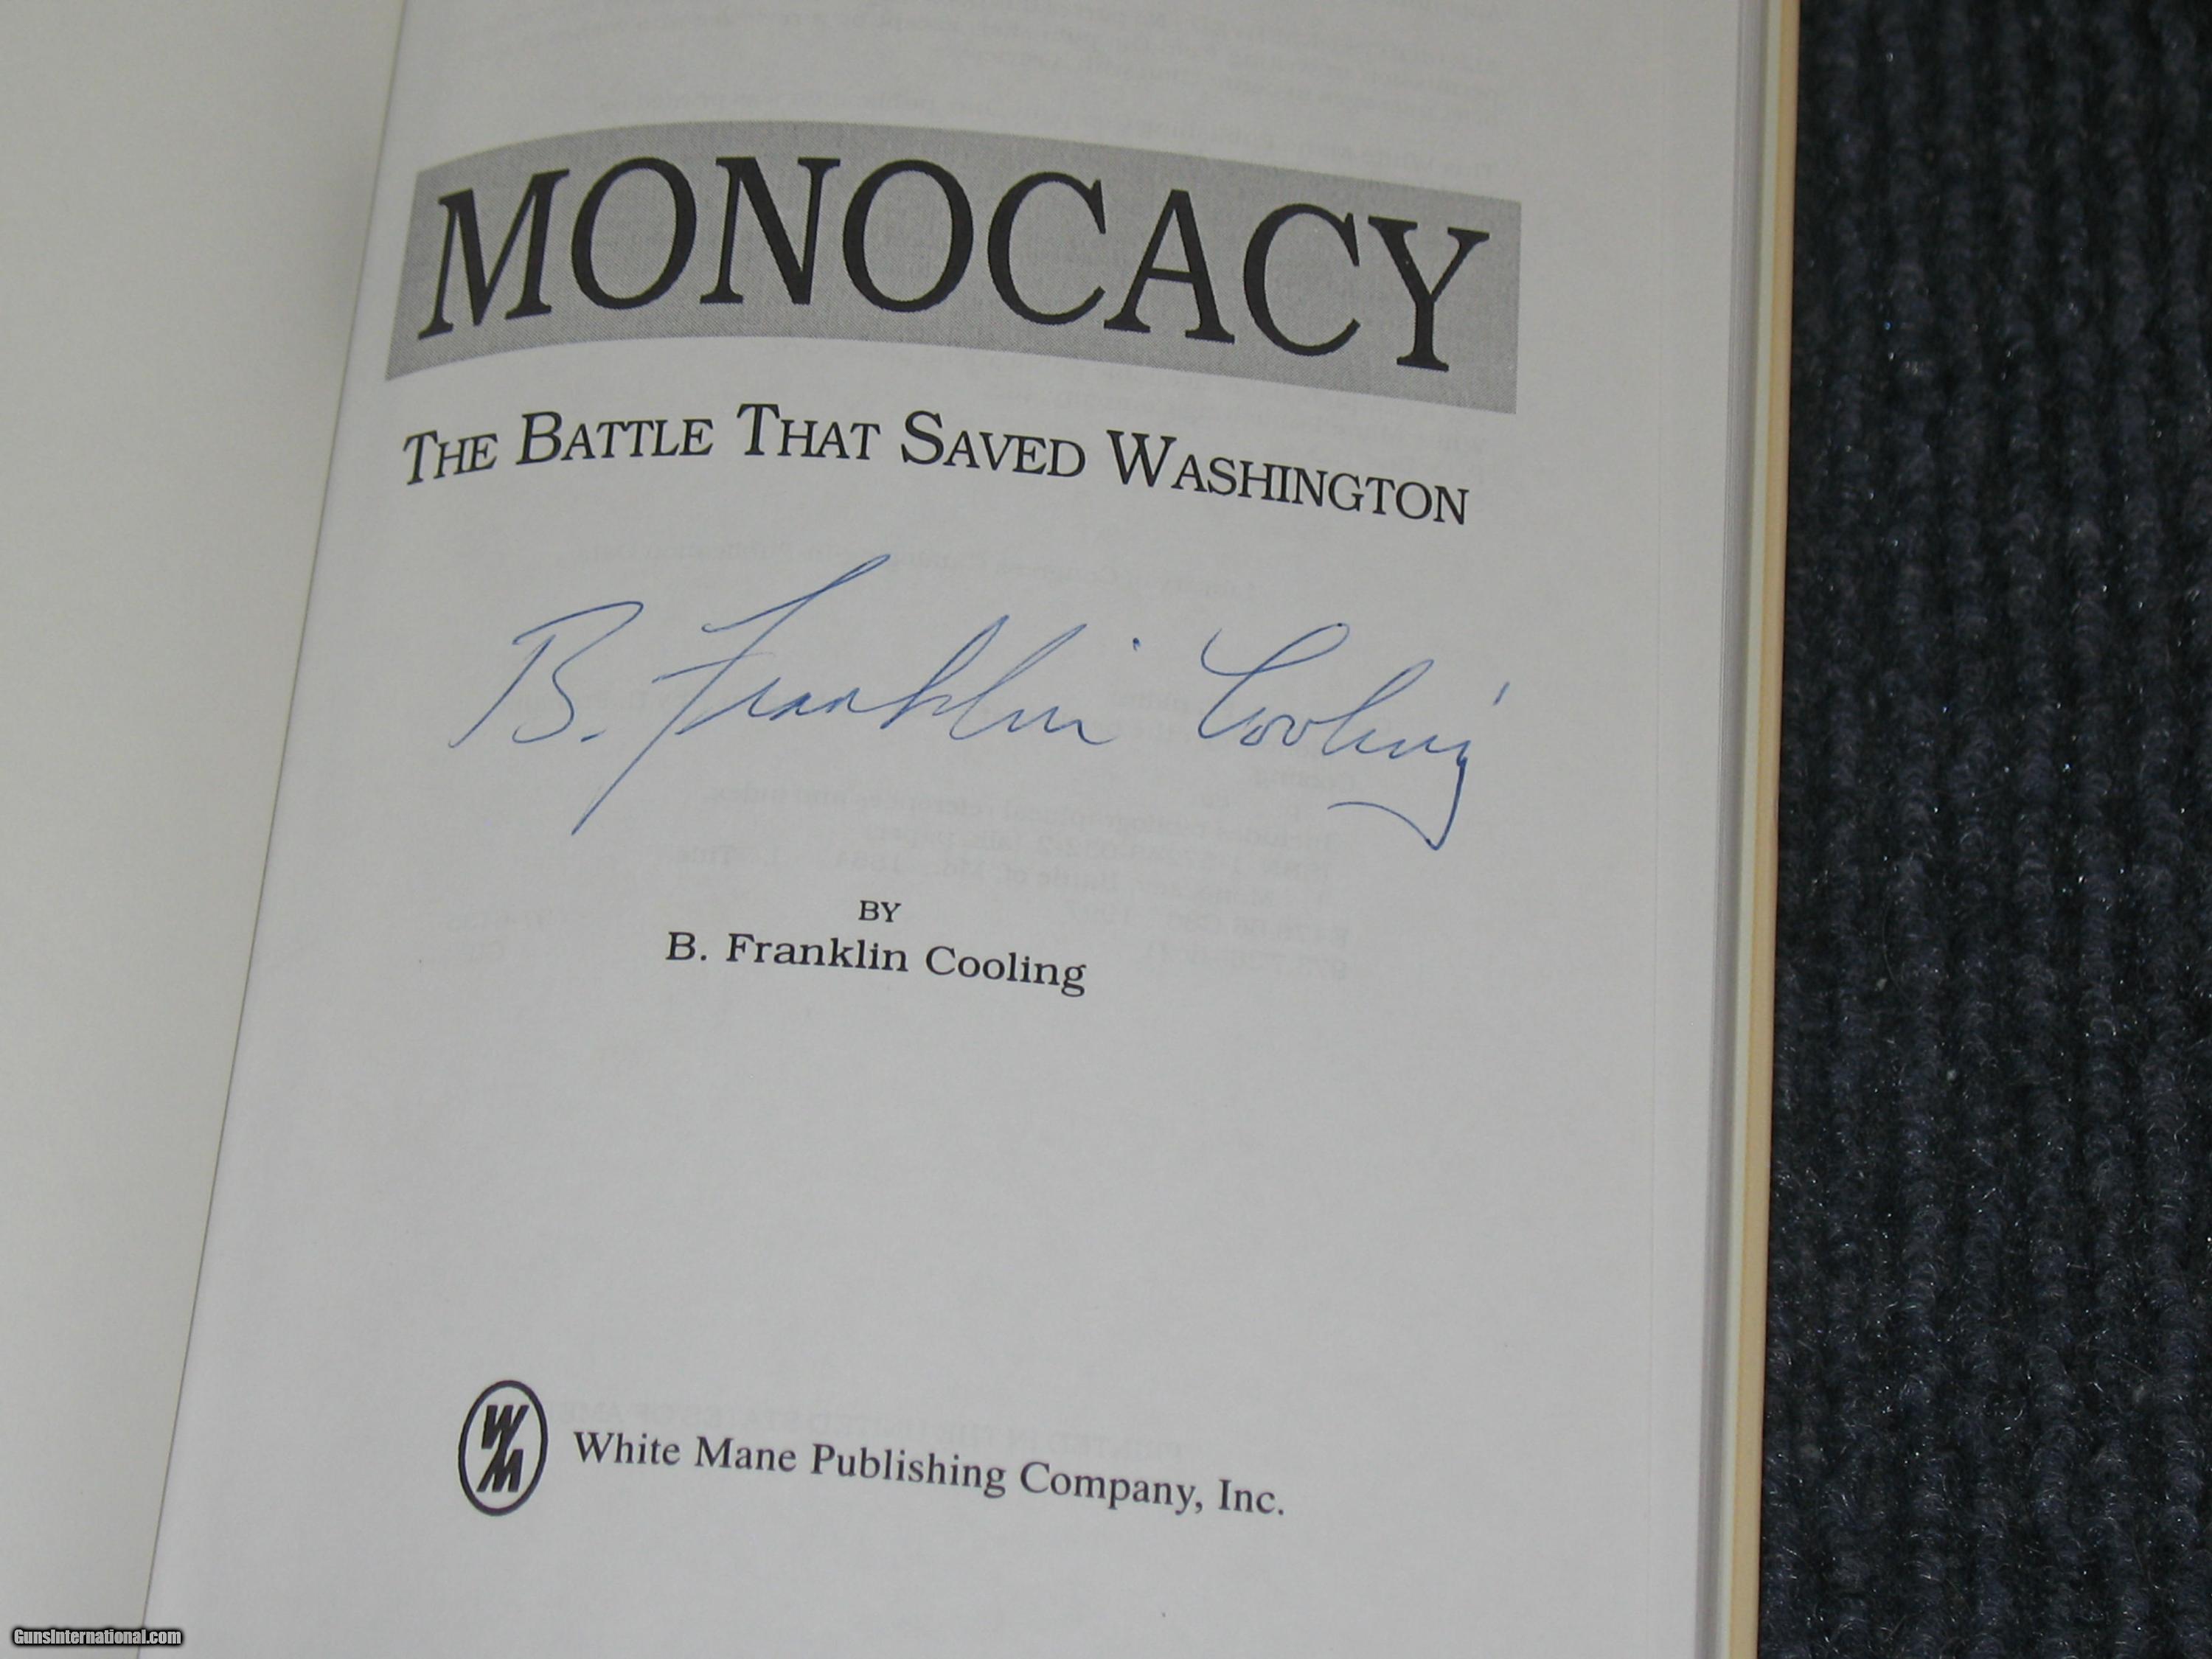 MONOCACY
THE BATTLE THAT SAVED WASHINGTON
B. Franklin Cooling
BY
B. Franklin Cooling
WM
White Mane Publishing Company, Inc.
GunsInternational.com